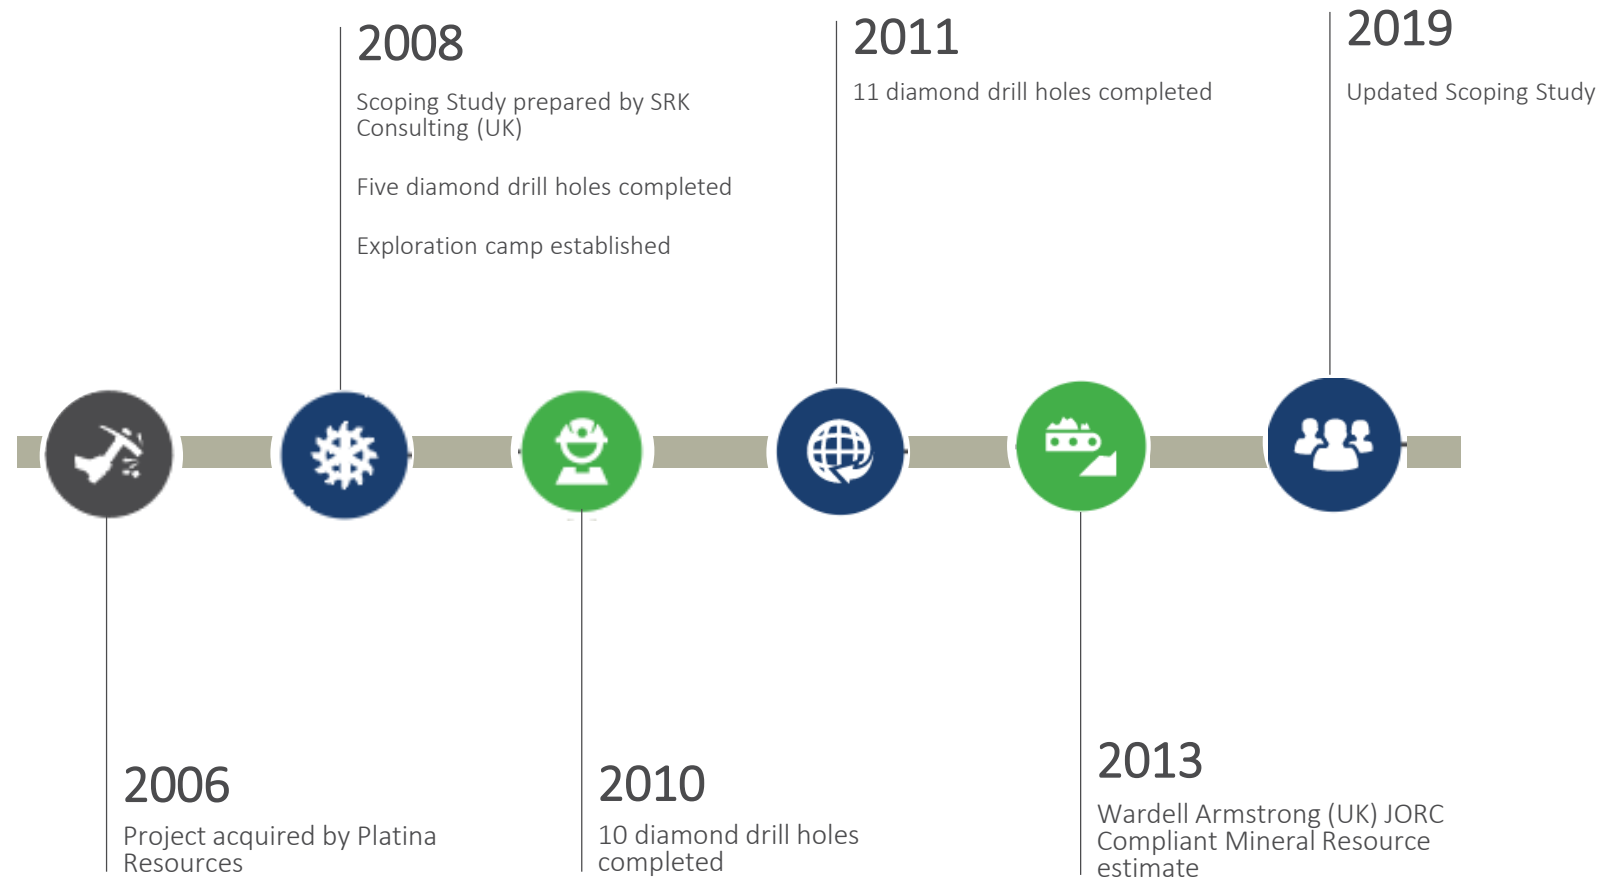 2008
Scoping Study prepared by SRK
Consulting (UK)
Five diamond drill holes completed
Exploration camp established
2011
11 diamond drill holes completed
2019
Updated Scoping Study
2006
Project acquired by Platina
Resources
2010
10 diamond drill holes
completed
2013
Wardell Armstrong (UK) JORC
Compliant Mineral Resource
estimate